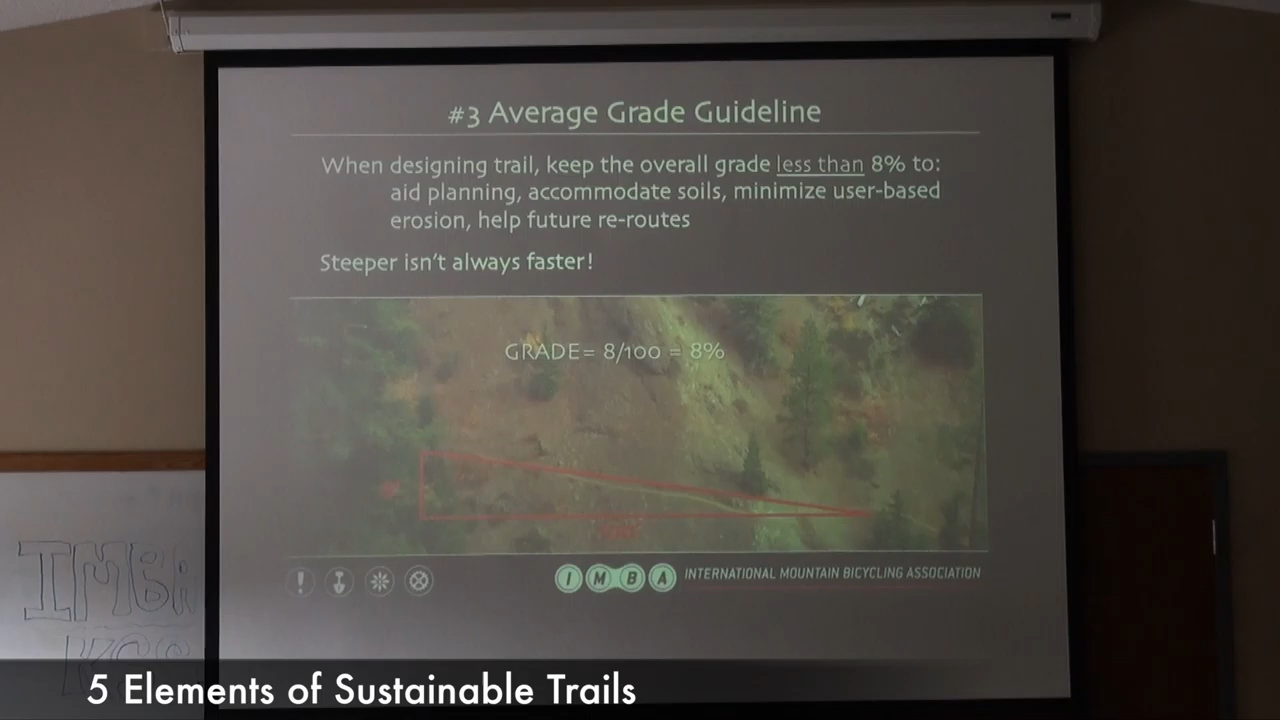 #3 Average Grade Guideline
When designing trail, keep the overall grade less than 8% to:
aid planning, accommodate soils, minimize user-based
erosion, help future re-routes
Steeper isn't always faster!
GRADE= 8/100 = 8%
! I M B A INTERNATIONAL MOUNTAIN BICYCLING ASSOCIATION
IMBA
5 Elements of Sustainable Trails